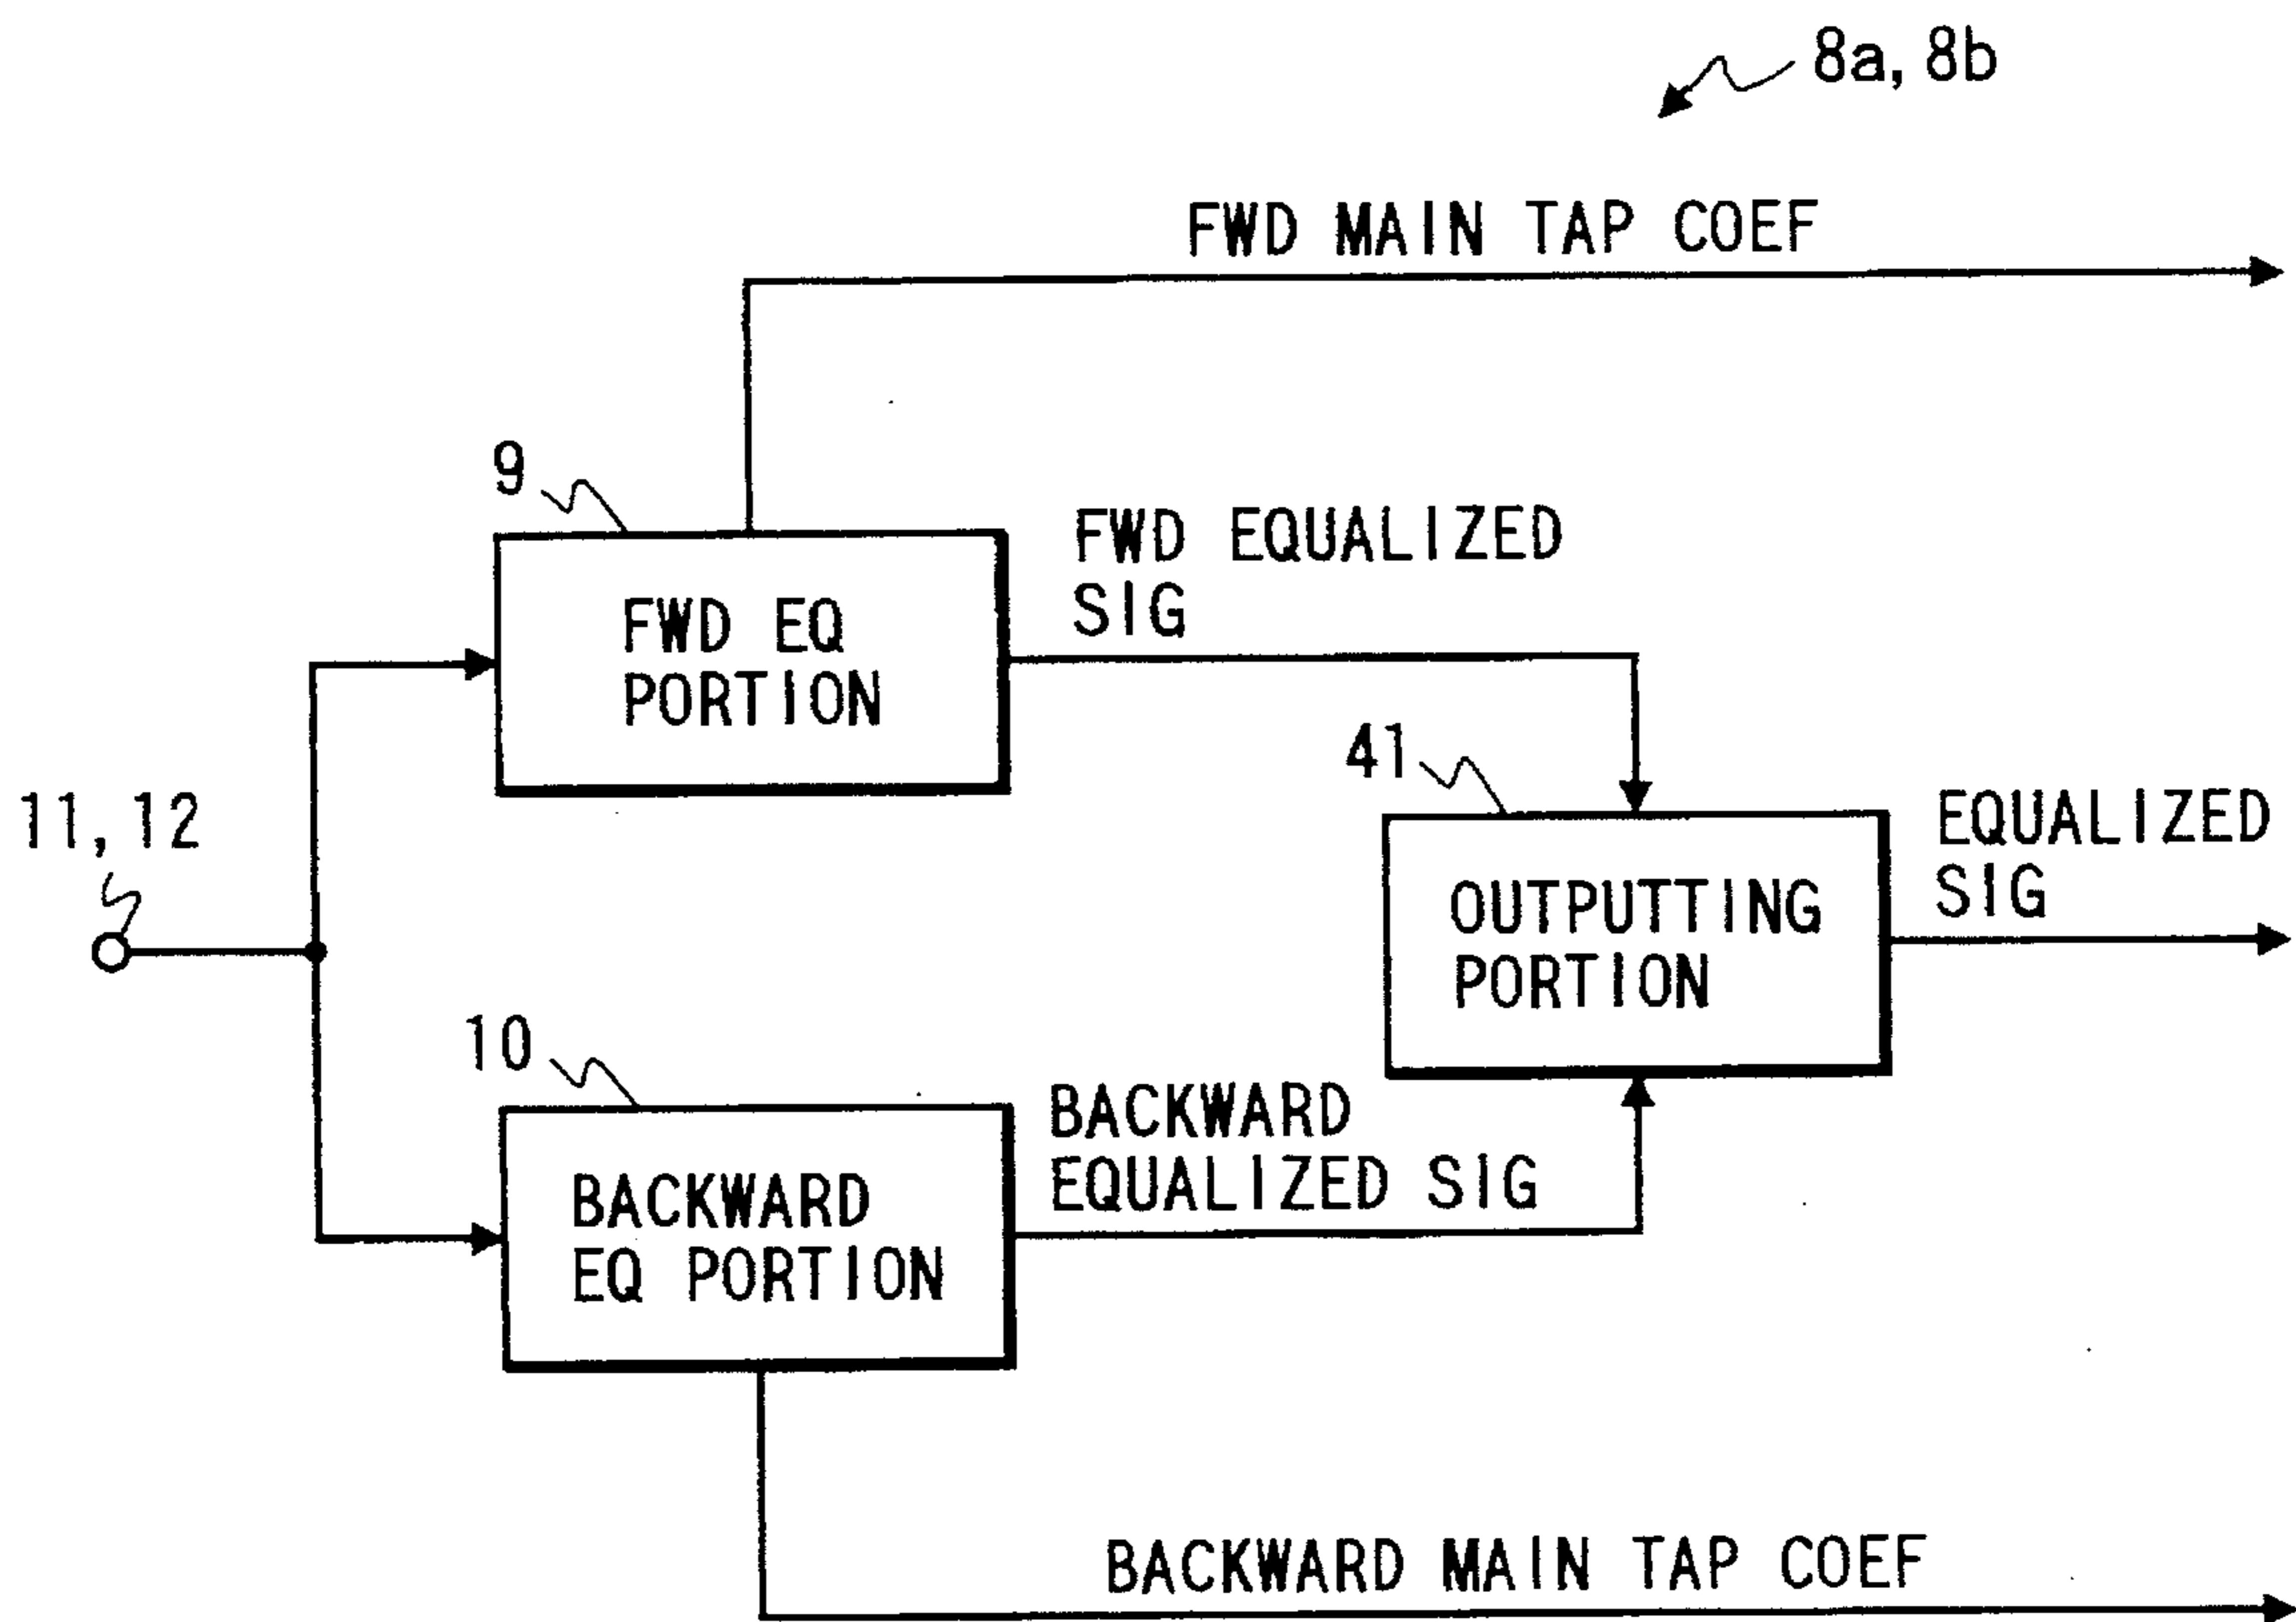 8a, 8b
FWD MAIN TAP COEF
9
FWD EQUALIZED
SIG
FWD EQ
PORTION
41
11, 12
EQUALIZED
SIG
OUTPUTTING
PORTION
10
BACKWARD
EQUALIZED SIG
BACKWARD
EQ PORTION
BACKWARD MAIN TAP COEF